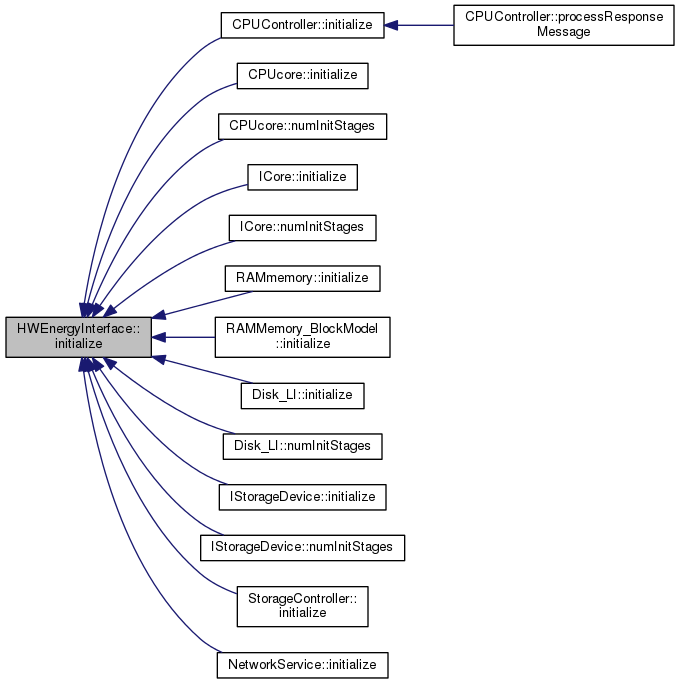 CPUController::initialize
CPUController::processResponse
Message
CPUcore::initialize
CPUcore::numInitStages
ICore::initialize
ICore::numInitStages
RAMmemory::initialize
HWEnergyInterface::
initialize
RAMMemory_BlockModel
::initialize
Disk_LI::initialize
Disk_LI::numInitStages
IStorageDevice::initialize
IStorageDevice::numInitStages
StorageController::
initialize
NetworkService::initialize